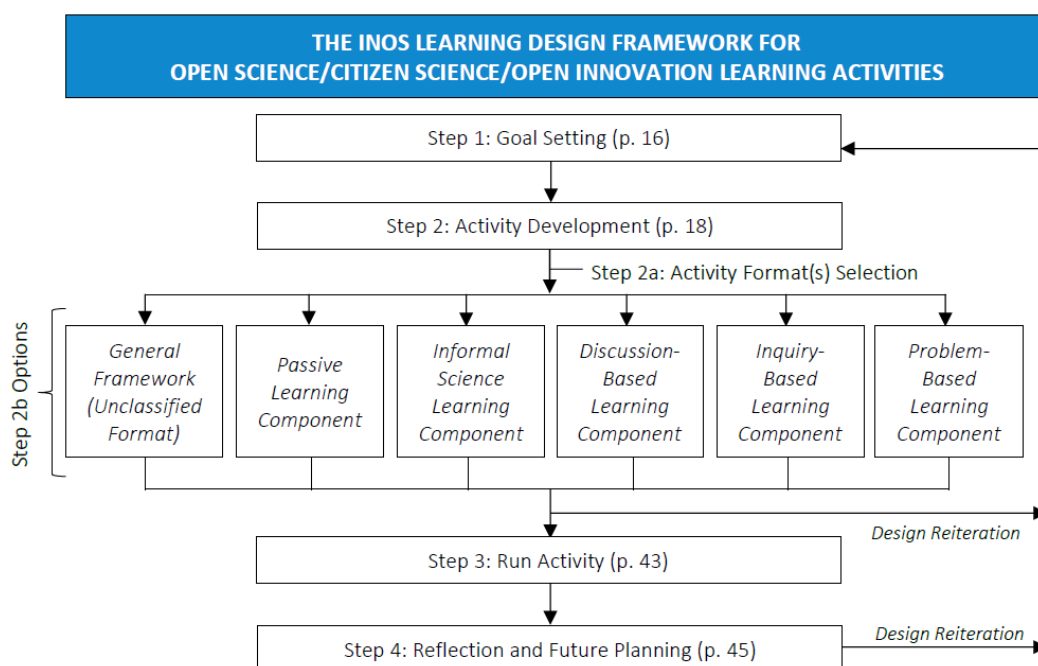 THE INOS LEARNING DESIGN FRAMEWORK FOR
OPEN SCIENCE/CITIZEN SCIENCE/OPEN INNOVATION LEARNING ACTIVITIES
Step 1: Goal Setting (p. 16)
Step 2: Activity Development (p. 18)
Step 2a: Activity Format(s) Selection
Step 2b Options
General
Framework
(Unclassified
Format)
Passive
Learning
Component
Informal
Science
Learning
Component
Discussion-
Based
Learning
Component
Inquiry-
Based
Learning
Component
Problem-
Based
Learning
Component
Design Reiteration
Step 3: Run Activity (p. 43)
Step 4: Reflection and Future Planning (p. 45)
Design Reiteration